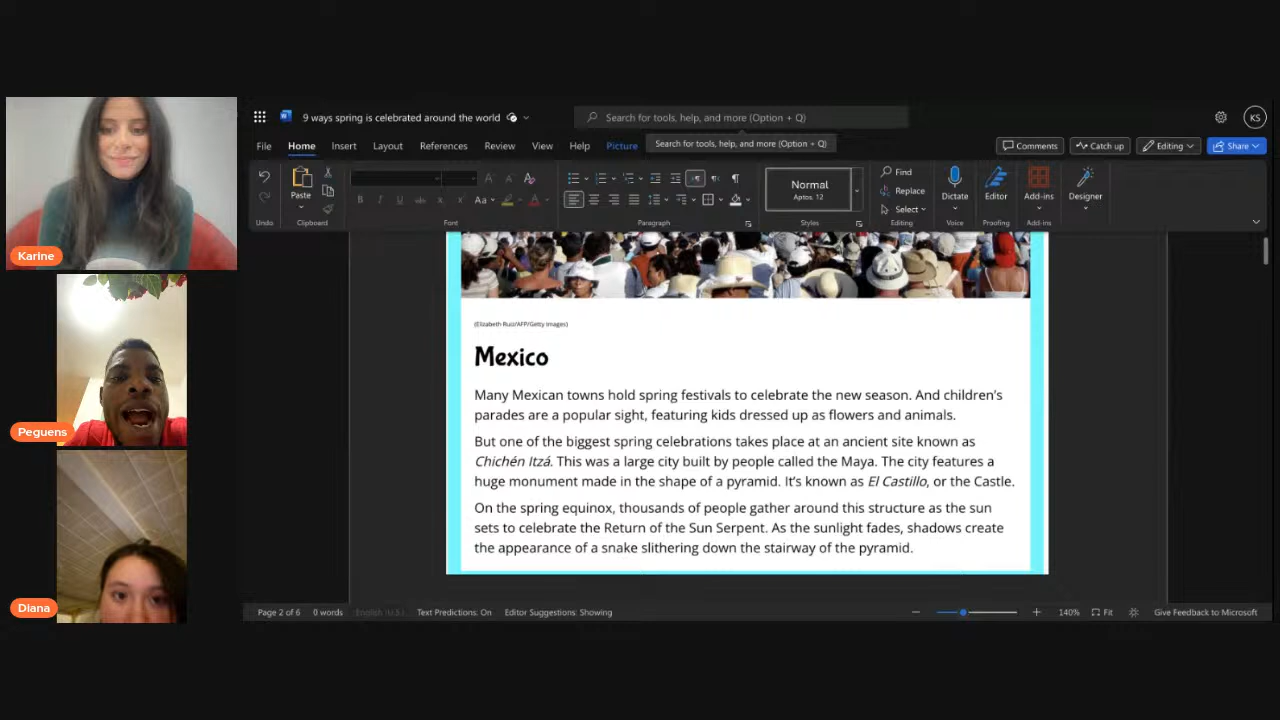 Karine
Peguens
Diana
9 ways spring is celebrated around the world
Search for tools, help, and more (Option + Q)
KS
File Home Insert Layout References Review View Help Picture
Search for tools, help, and more (Option + Q)
Comments Catch up Editing Share
Undo
Paste
Clipboard
B I U ab x x A
Aa
Font
Paragraph
Normal
Aptos, 12
Styles
Find
Replace
Select
Editing
Dictate
Voice
Editor
Proofing
Add-ins
Add-ins
Designer
(Elizabeth Ruiz/AFP/Getty Images)
Mexico
Many Mexican towns hold spring festivals to celebrate the new season. And children's
parades are a popular sight, featuring kids dressed up as flowers and animals.
But one of the biggest spring celebrations takes place at an ancient site known as
Chichén Itzá. This was a large city built by people called the Maya. The city features a
huge monument made in the shape of a pyramid. It's known as El Castillo, or the Castle.
On the spring equinox, thousands of people gather around this structure as the sun
sets to celebrate the Return of the Sun Serpent. As the sunlight fades, shadows create
the appearance of a snake slithering down the stairway of the pyramid.
Page 2 of 6 0 words English (U.S.) Text Predictions: On Editor Suggestions: Showing
140% Fit Give Feedback to Microsoft